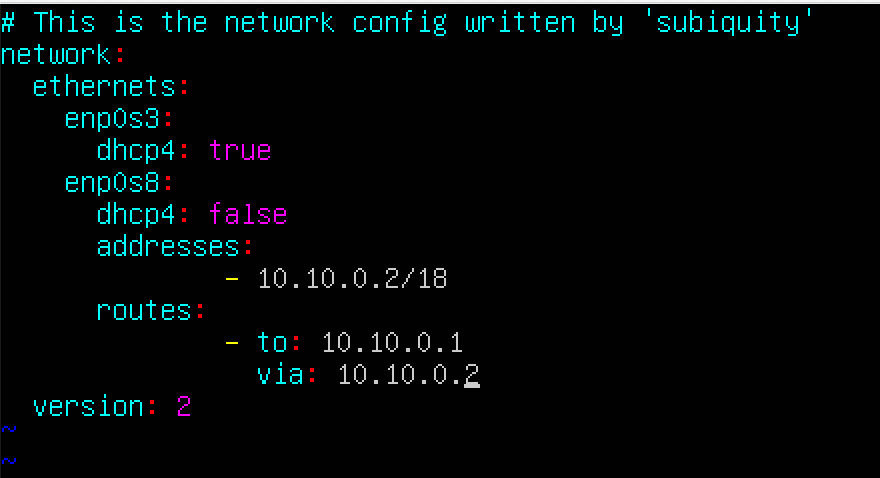 # This is the network config written by 'subiquity'
network:
  ethernets:
    enp0s3:
      dhcp4: true
    enp0s8:
      dhcp4: false
      addresses:
              - 10.10.0.2/18
      routes:
              - to: 10.10.0.1
                via: 10.10.0.2
  version: 2
~
~